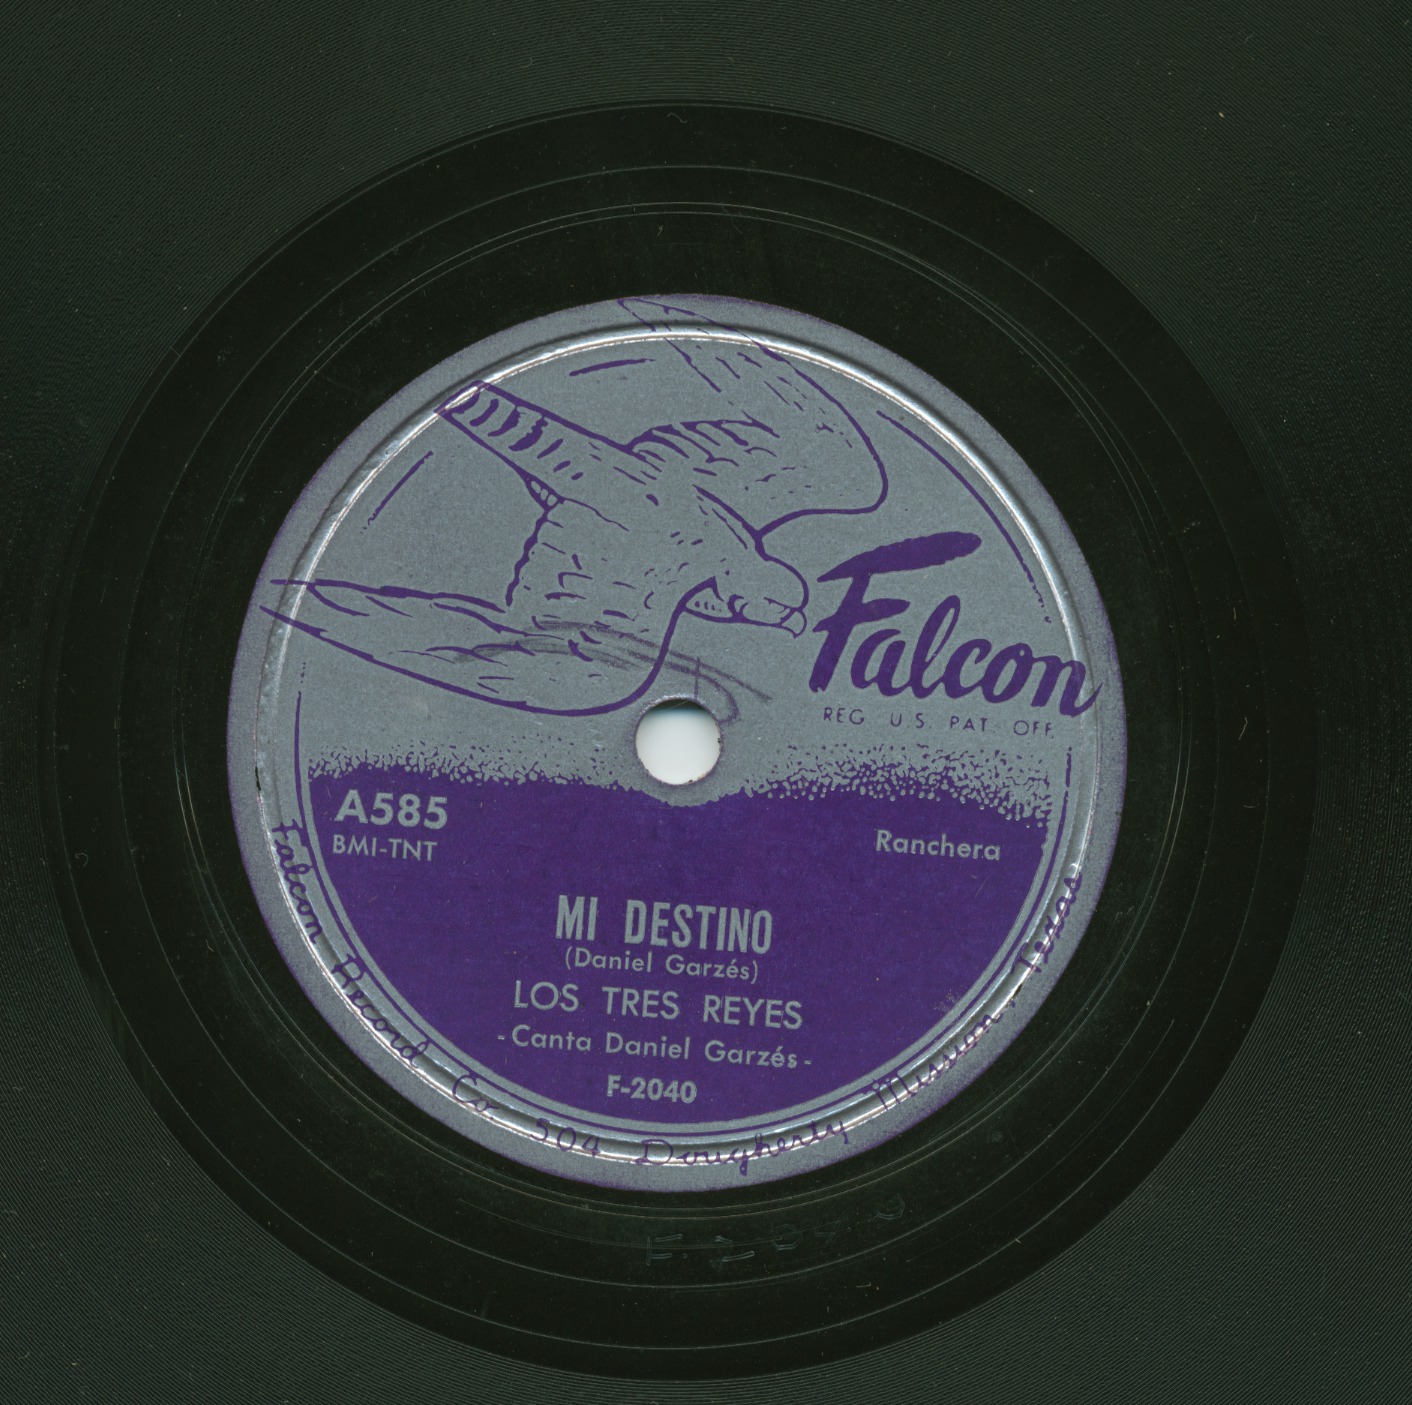 Falcon
REG. U.S. PAT. OFF.
A585
BMI-TNT
Ranchera
MI DESTINO
(Daniel Garzés)
LOS TRES REYES
-Canta Daniel Garzés-
F-2040
Falcon Record Co 504 Dougherty Mission, Texas